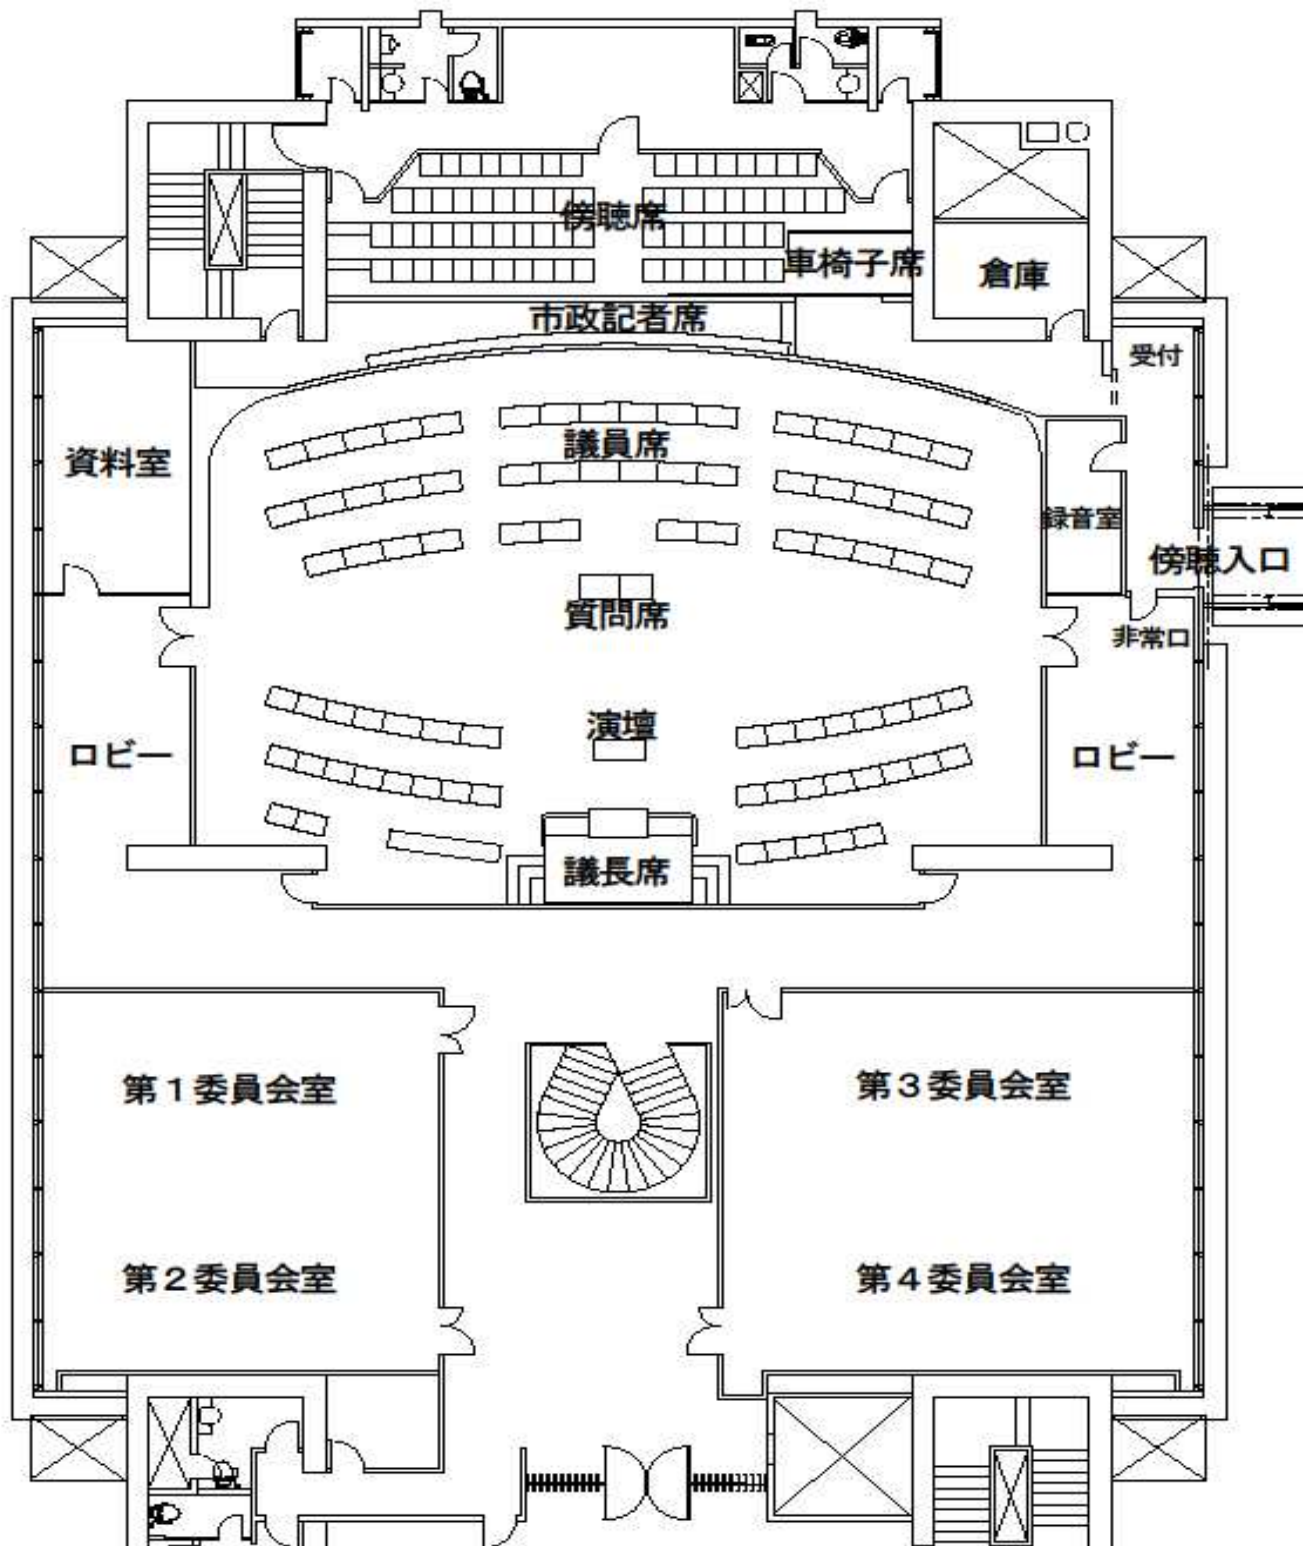 傍聴席
車椅子席
倉庫
市政記者席
受付
議員席
資料室
録音室
傍聴入口
質問席
非常口
演壇
ロビー
ロビー
議長席
第１委員会室
第３委員会室
第２委員会室
第４委員会室